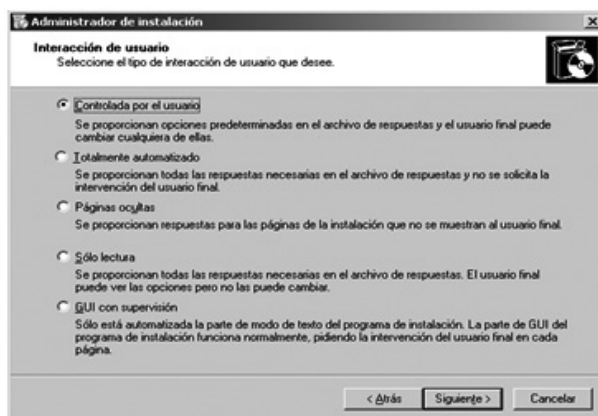 Administrador de instalación
Interacción de usuario
Seleccione el tipo de interacción de usuario que desee.
Controlada por el usuario
Se proporcionan opciones predeterminadas en el archivo de respuestas y el usuario final puede
cambiar cualquiera de ellas.
Totalmente automatizado
Se proporcionan todas las respuestas necesarias en el archivo de respuestas y no se solicita la
intervención del usuario final.
Páginas ocultas
Se proporcionan respuestas para las páginas de la instalación que no se muestran al usuario final.
Sólo lectura
Se proporcionan todas las respuestas necesarias en el archivo de respuestas. El usuario final
puede ver las opciones pero no las puede cambiar.
GUI con supervisión
Sólo está automatizada la parte de modo de texto del programa de instalación. La parte de GUI del
programa de instalación funciona normalmente, pidiendo la intervención del usuario final en cada
página.
< Atrás Siguiente > Cancelar